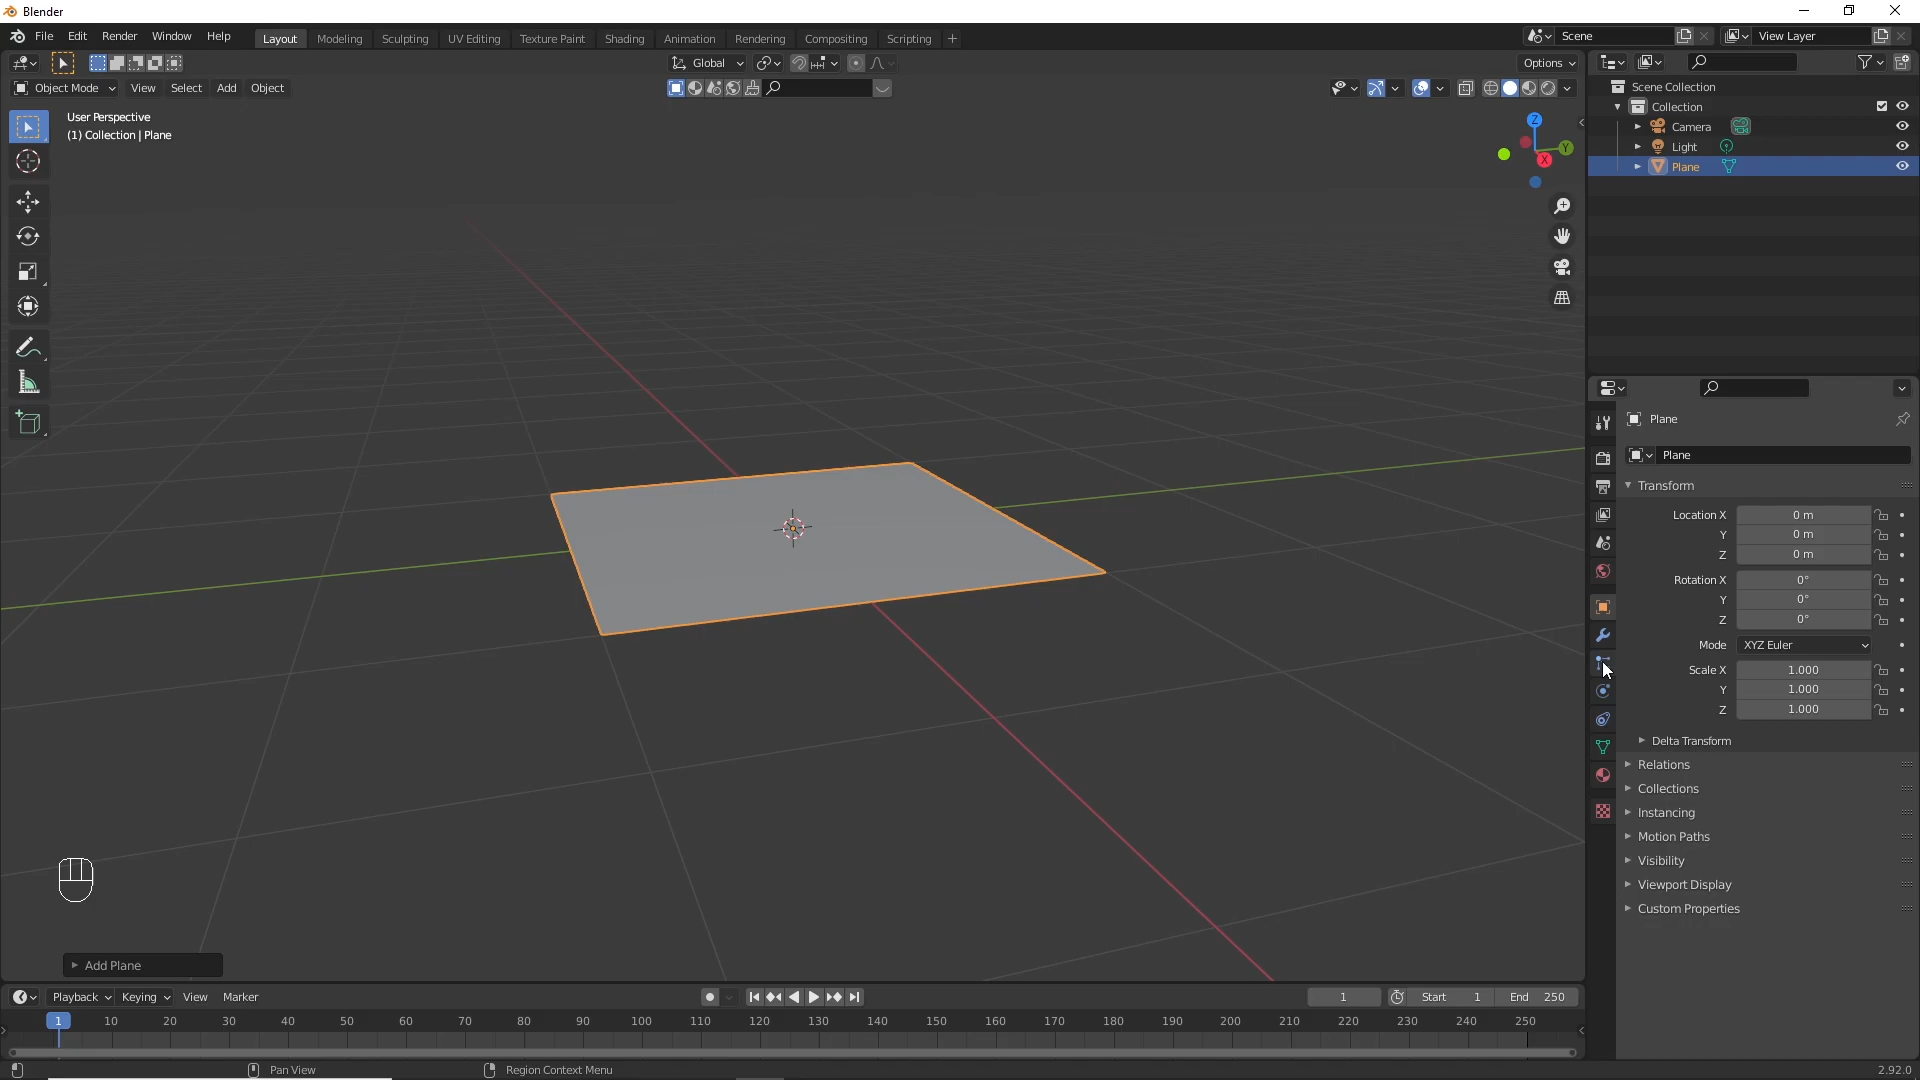 Blender
File Edit Render Window Help Layout Modeling Sculpting UV Editing Texture Paint Shading Animation Rendering Compositing Scripting + Scene View Layer
Global Options
Object Mode View Select Add Object
User Perspective
(1) Collection | Plane
Z
Y
X
Scene Collection
Collection
Camera
Light
Plane
Plane
Plane
Transform
Location X 0 m
Y 0 m
Z 0 m
Rotation X 0°
Y 0°
Z 0°
Mode XYZ Euler
Scale X 1.000
Y 1.000
Z 1.000
Delta Transform
Relations
Collections
Instancing
Motion Paths
Visibility
Viewport Display
Custom Properties
Add Plane
Playback Keying View Marker 1 Start 1 End 250
1 10 20 30 40 50 60 70 80 90 100 110 120 130 140 150 160 170 180 190 200 210 220 230 240 250
Pan View Region Context Menu 2.92.0